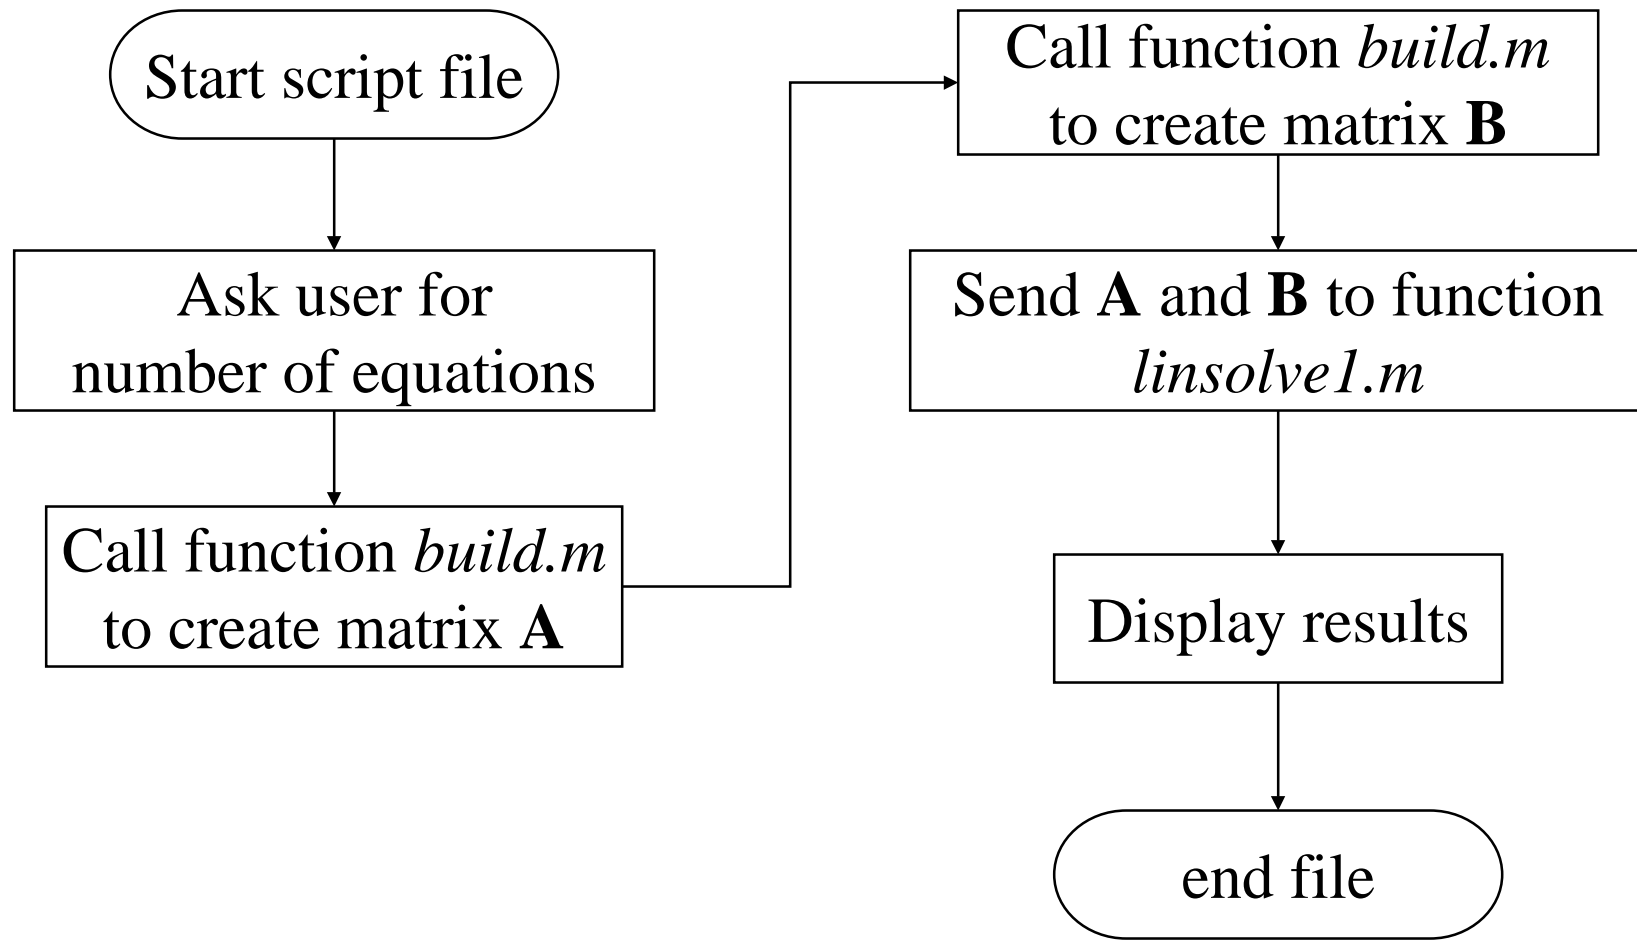 Start script file
Ask user for
number of equations
Call function build.m
to create matrix A
Call function build.m
to create matrix B
Send A and B to function
linsolve1.m
Display results
end file